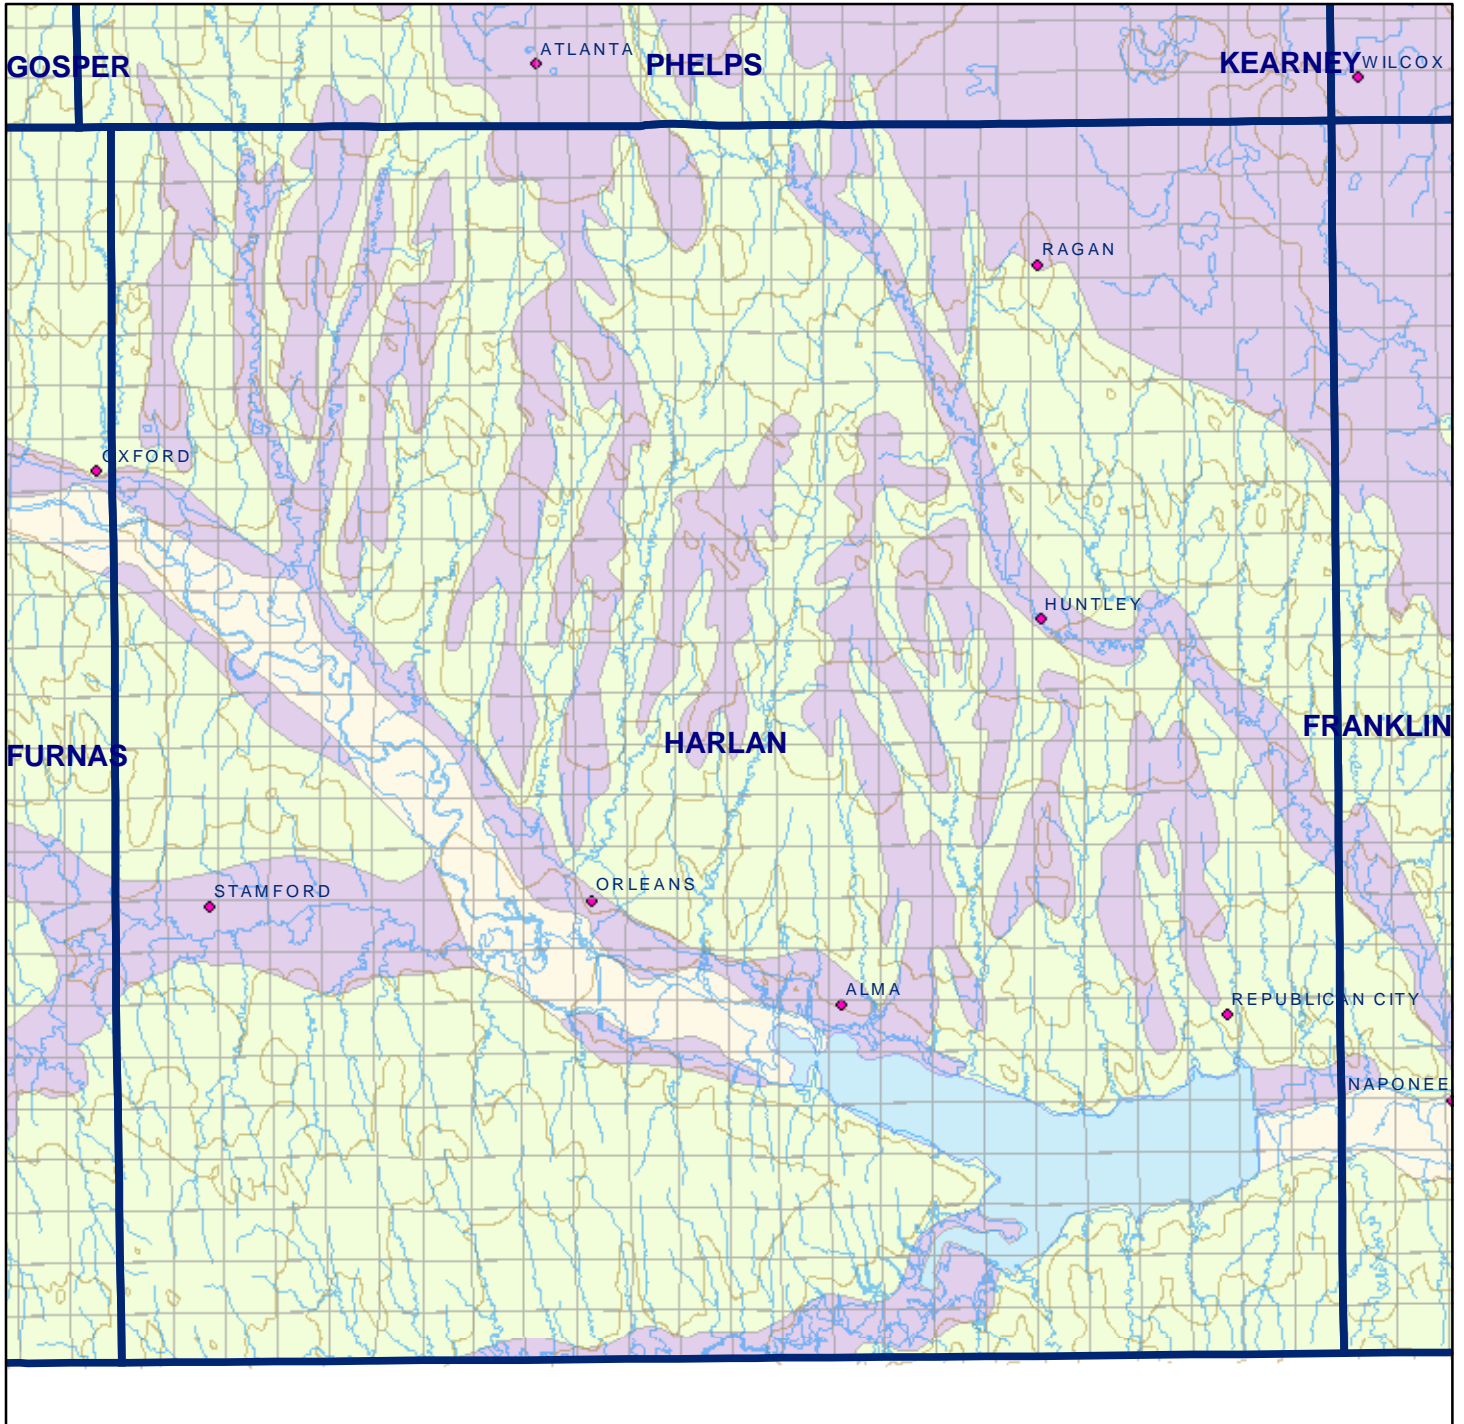 ATLANTA
GOSPER
PHELPS
KEARNEY
WILCOX
RAGAN
OXFORD
HUNTLEY
HARLAN
FRANKLIN
FURNAS
STAMFORD
ORLEANS
ALMA
REPUBLICAN CITY
NAPONEE